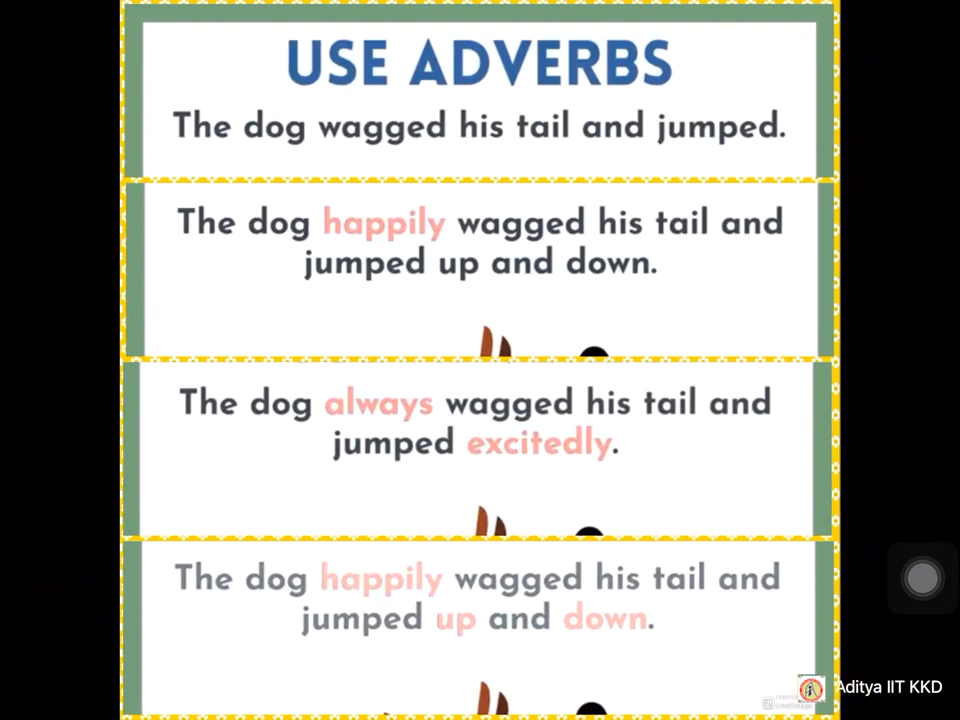 USE ADVERBS
The dog wagged his tail and jumped.
The dog happily wagged his tail and
jumped up and down.
The dog always wagged his tail and
jumped excitedly.
The dog happily wagged his tail and
jumped up and down.
Aditya IIT KKD